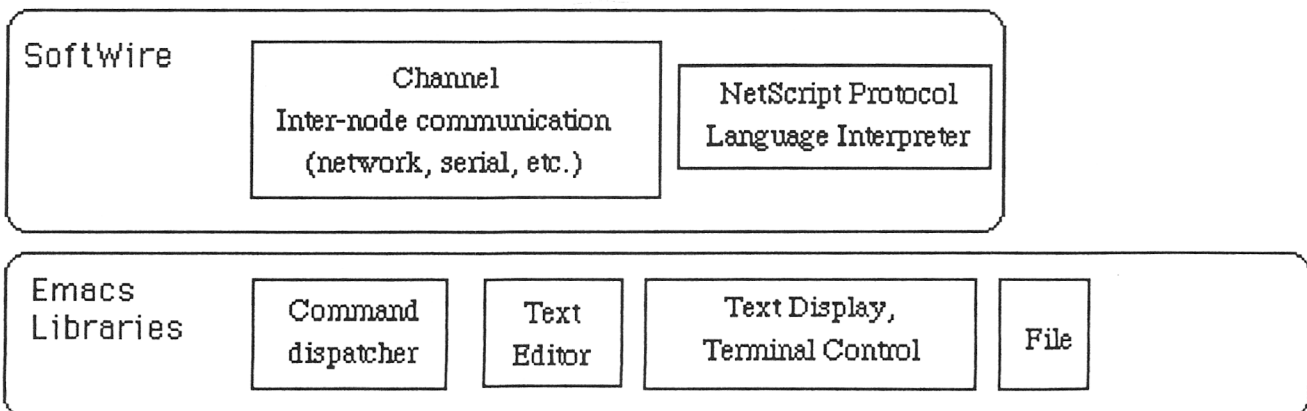 SoftWire
Channel
Inter-node communication
(network, serial, etc.)
NetScript Protocol
Language Interpreter
Emacs
Libraries
Command
dispatcher
Text
Editor
Text Display,
Terminal Control
File